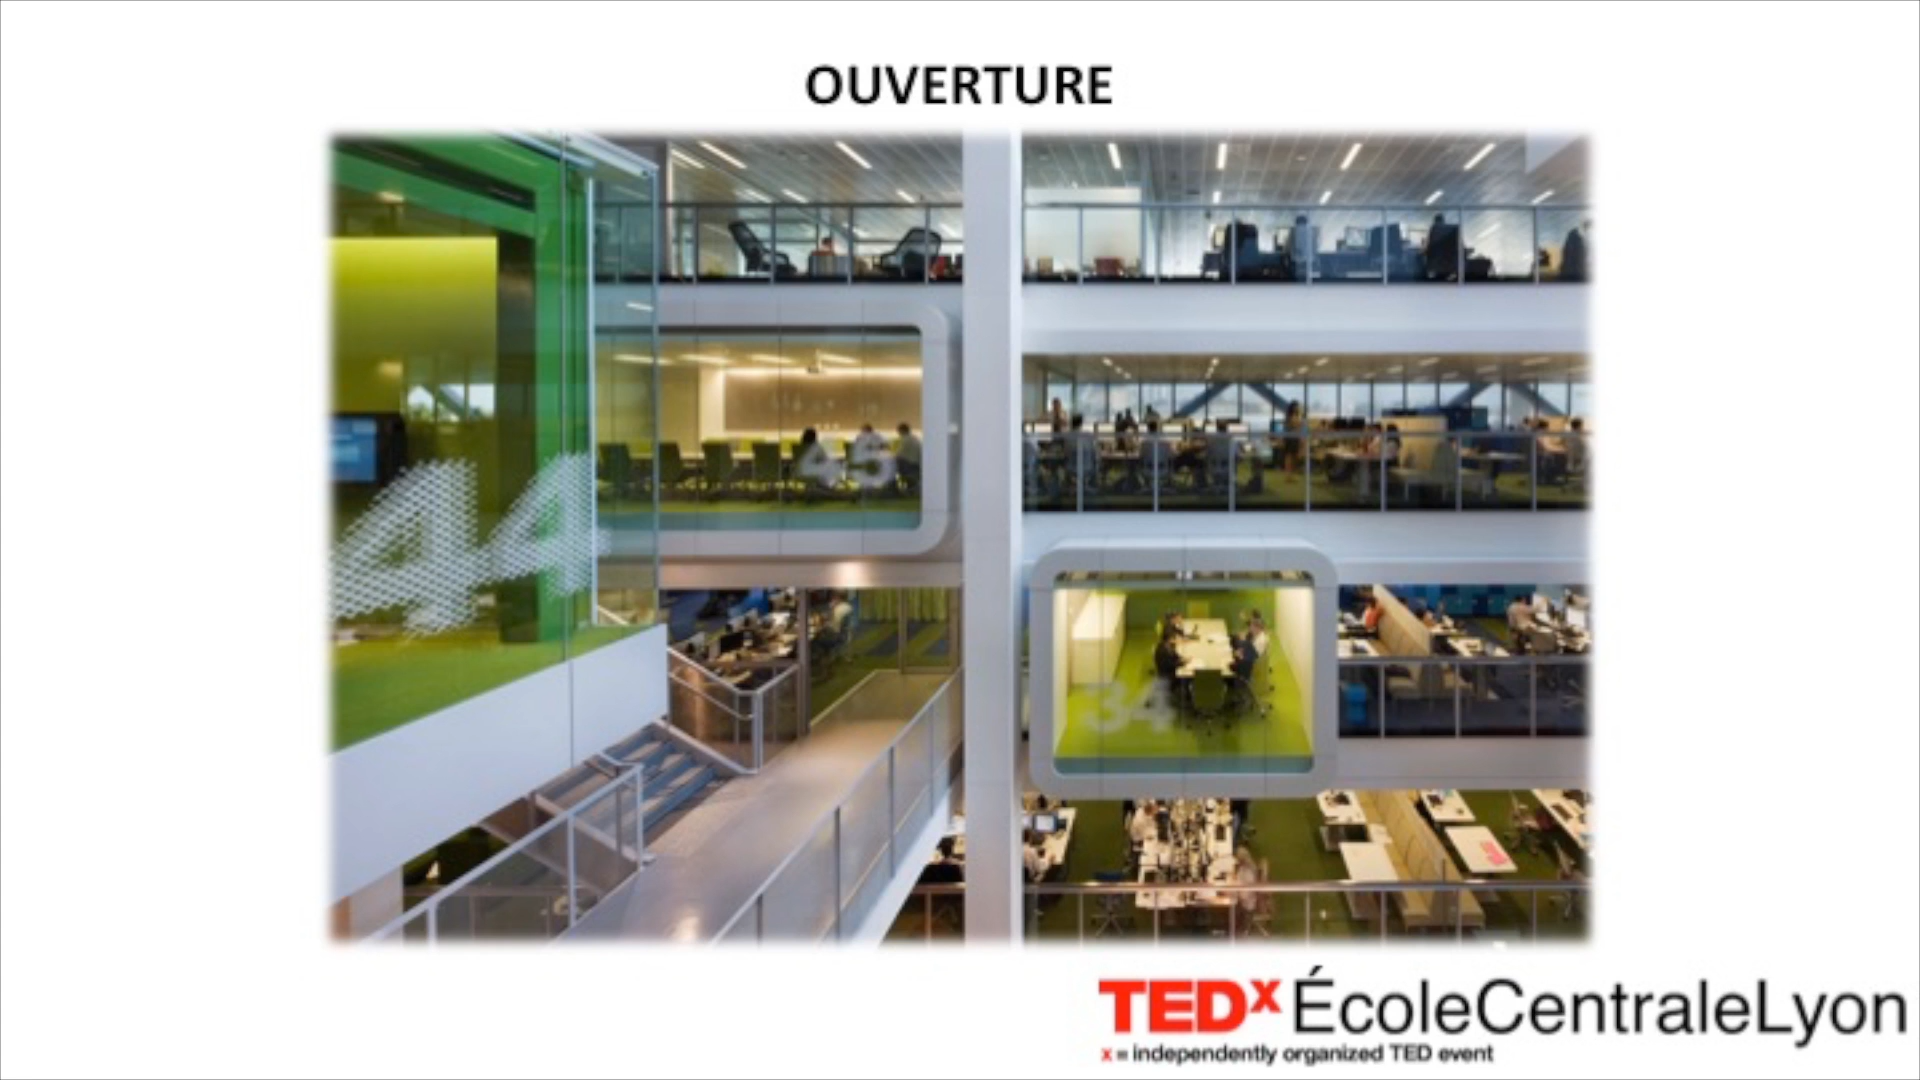 OUVERTURE
44
45
34
TEDx ÉcoleCentraleLyon
x = independently organized TED event